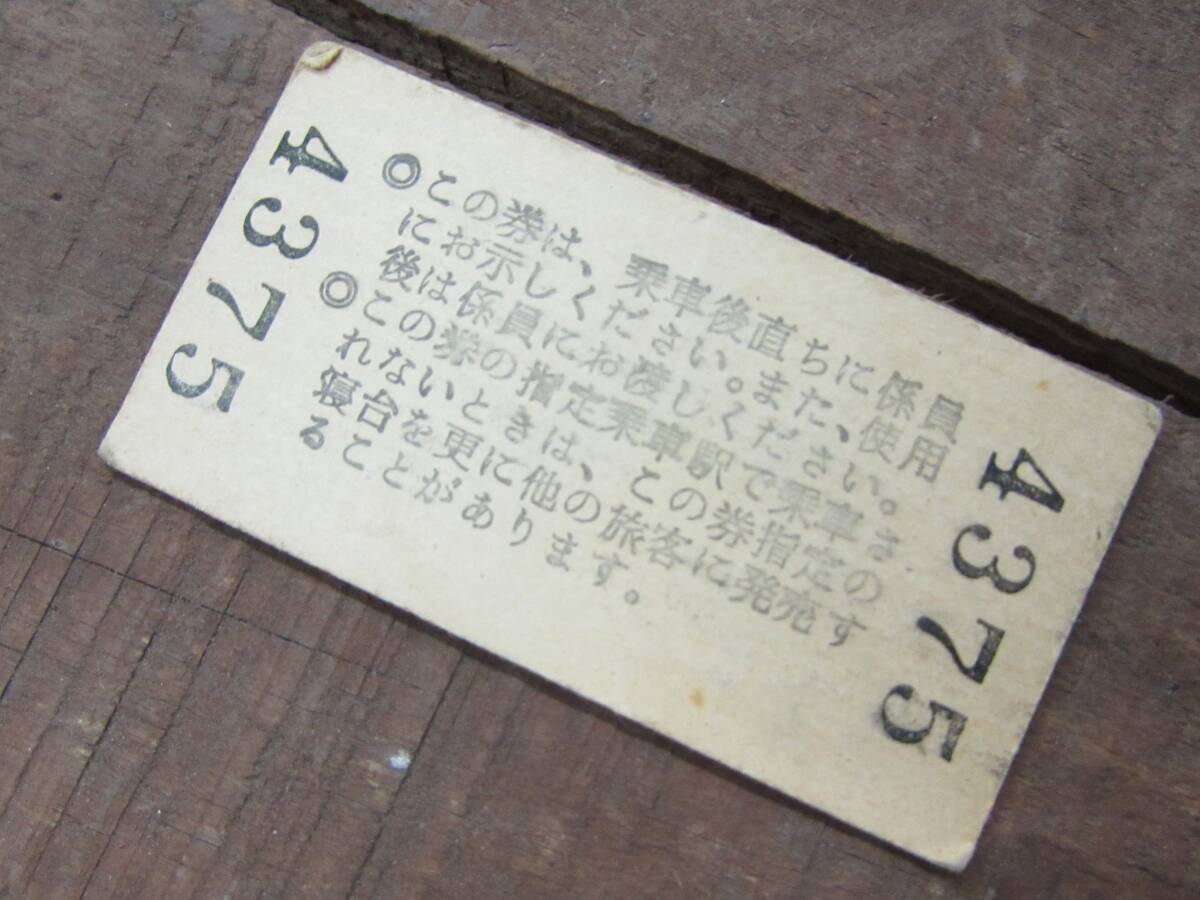 4375
◎この券は、乗車後直ちに係員
にお示しください。また、使用
後は係員にお渡しください。
◎この券の指定乗車駅で乗車さ
れないときは、この券指定の
寝台を更に他の旅客に発売す
ることがあります。
4375